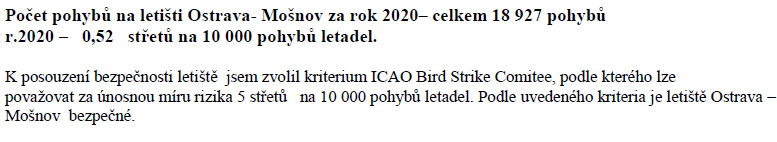 Počet pohybů na letišti Ostrava- Mošnov za rok 2020– celkem 18 927 pohybů
r.2020 – 0,52 střetů na 10 000 pohybů letadel.
K posouzení bezpečnosti letiště jsem zvolil kriterium ICAO Bird Strike Comitee, podle kterého lze
považovat za únosnou míru rizika 5 střetů na 10 000 pohybů letadel. Podle uvedeného kriteria je letiště Ostrava –
Mošnov bezpečné.